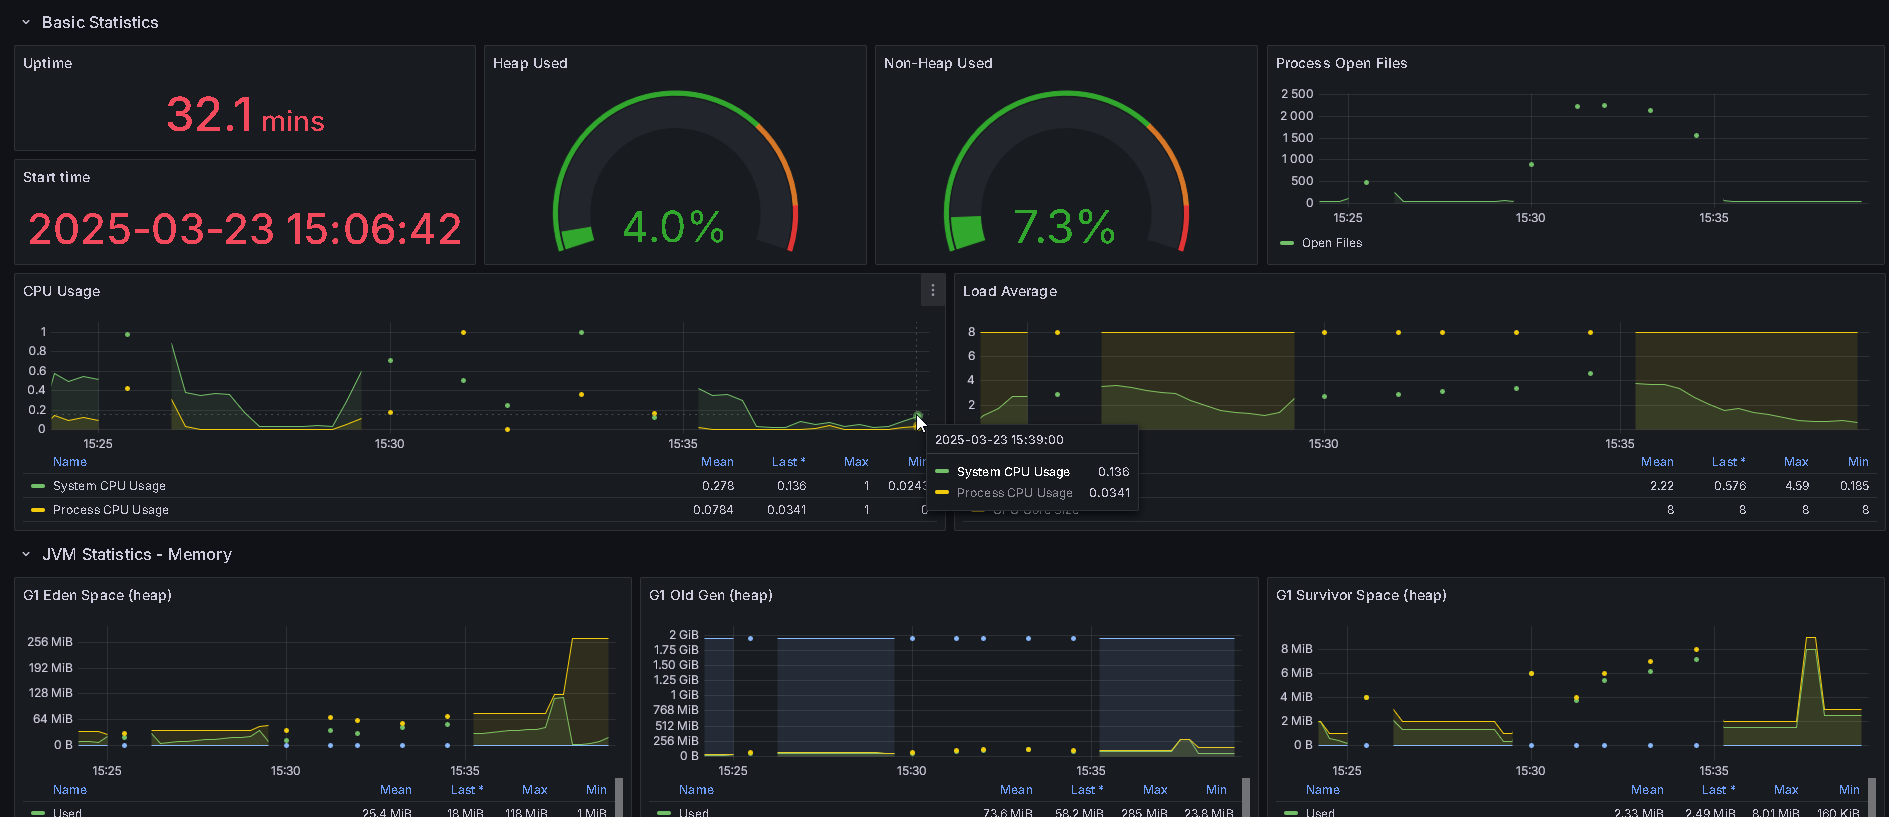 Basic Statistics
Uptime
32.1 mins
Start time
2025-03-23 15:06:42
Heap Used
4.0%
Non-Heap Used
7.3%
Process Open Files
2 500
2 000
1 500
1 000
500
0
15:25 15:30 15:35
Open Files
CPU Usage
1
0.8
0.6
0.4
0.2
0
15:25 15:30 15:35
Name Mean Last * Max Min
System CPU Usage 0.278 0.136 1 0.0243
Process CPU Usage 0.0784 0.0341 1 0
2025-03-23 15:39:00
System CPU Usage 0.136
Process CPU Usage 0.0341
Load Average
8
6
4
2
15:30 15:35
Mean Last * Max Min
2.22 0.576 4.59 0.185
CPU Core Size 8 8 8 8
JVM Statistics - Memory
G1 Eden Space (heap)
256 MiB
192 MiB
128 MiB
64 MiB
0 B
15:25 15:30 15:35
Name Mean Last * Max Min
Used 25.4 MiB 18 MiB 118 MiB 1 MiB
G1 Old Gen (heap)
2 GiB
1.75 GiB
1.50 GiB
1.25 GiB
1 GiB
768 MiB
512 MiB
256 MiB
0 B
15:25 15:30 15:35
Name Mean Last * Max Min
Used 73.6 MiB 58.2 MiB 285 MiB 23.8 MiB
G1 Survivor Space (heap)
8 MiB
6 MiB
4 MiB
2 MiB
0 B
15:25 15:30 15:35
Name Mean Last * Max Min
Used 2.33 MiB 2.49 MiB 8.01 MiB 160 KiB